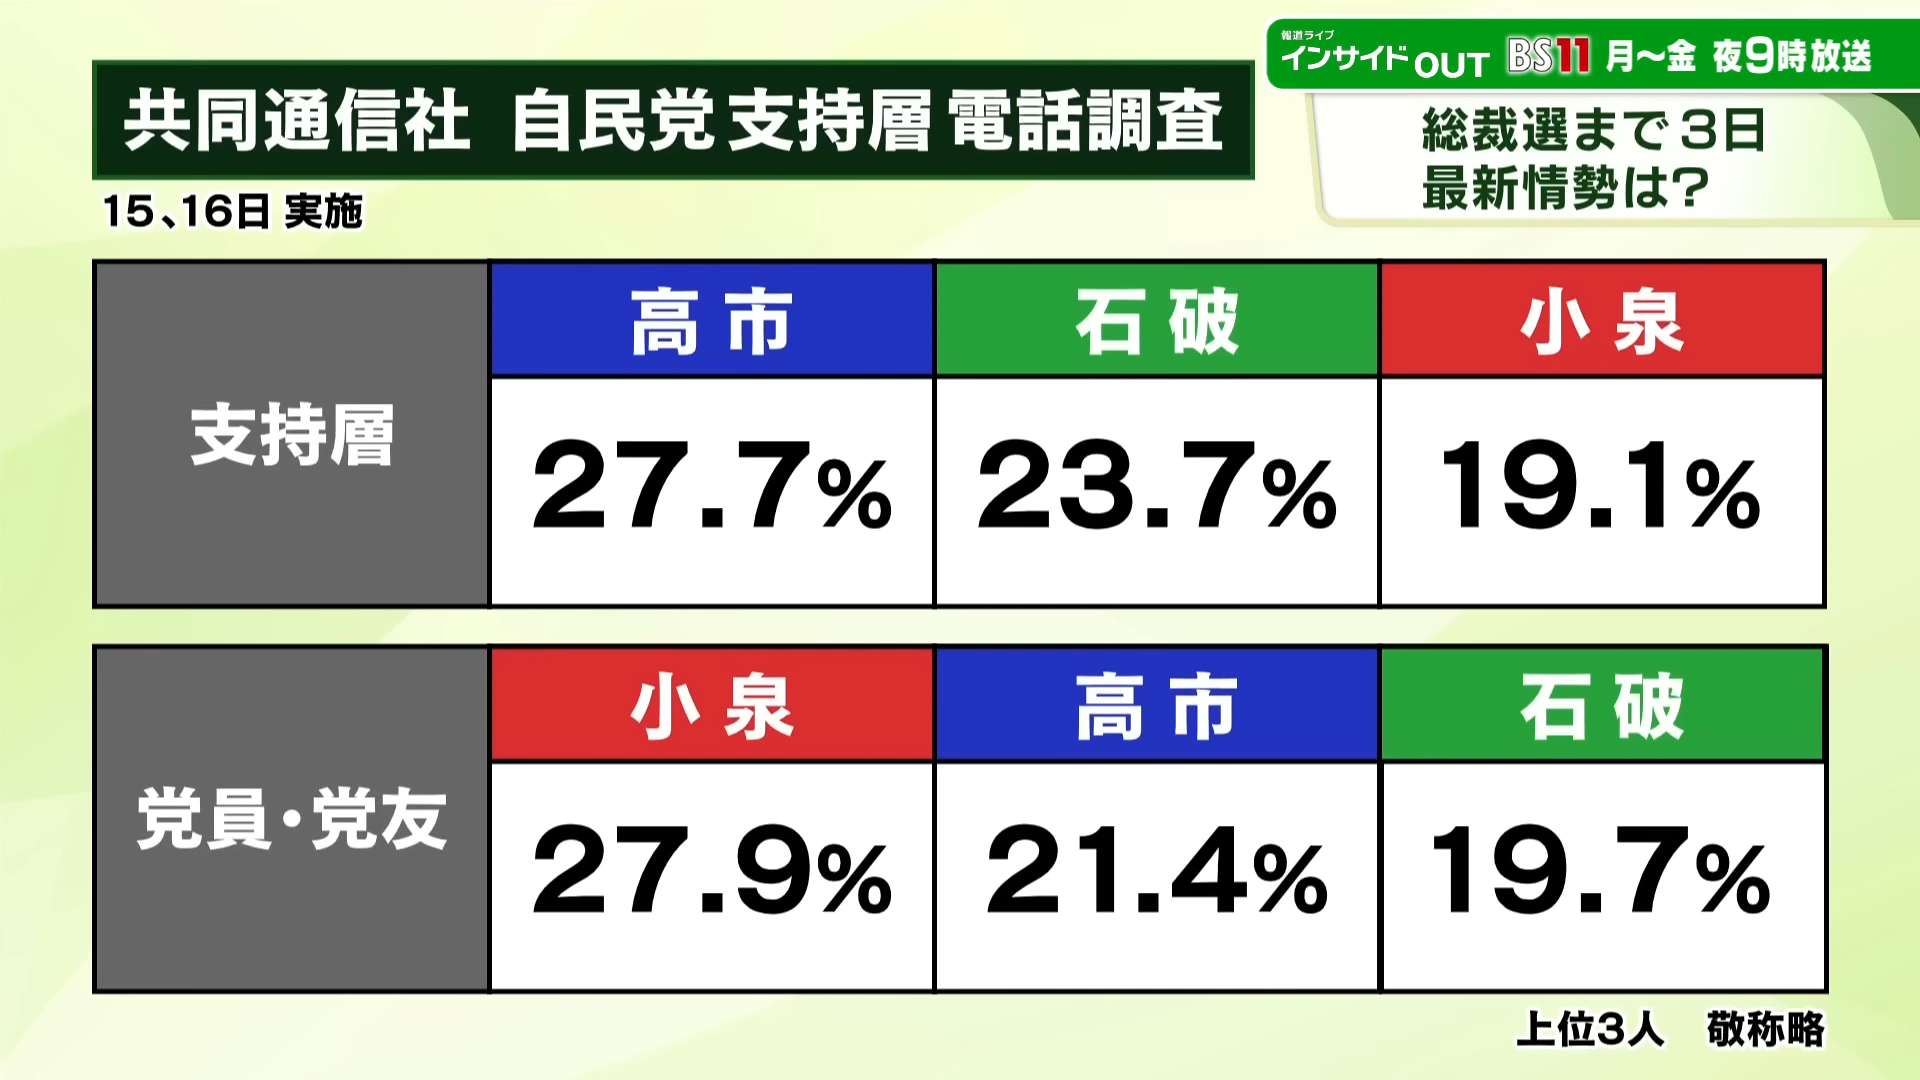 報道ライブ
インサイドOUT BS11 月～金 夜9時放送
総裁選まで3日
最新情勢は?
共同通信社 自民党支持層電話調査
15、16日 実施
支持層
高市 石破 小泉
27.7% 23.7% 19.1%
党員・党友
小泉 高市 石破
27.9% 21.4% 19.7%
上位3人 敬称略